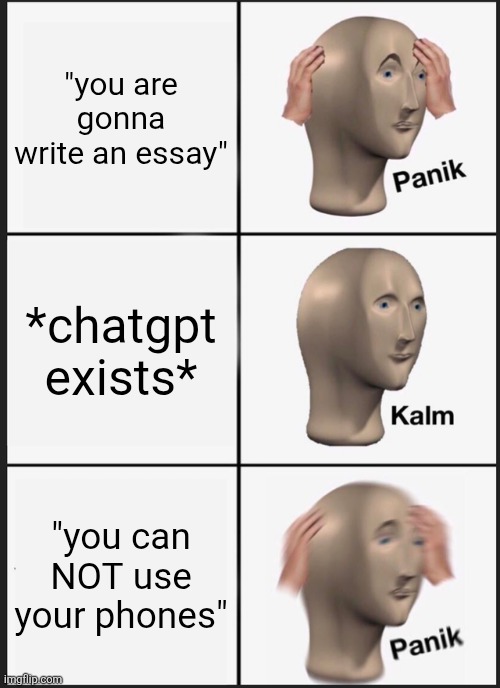 "you are
gonna
write an essay"
Panik
*chatgpt
exists*
Kalm
"you can
NOT use
your phones"
Panik
imgflip.com